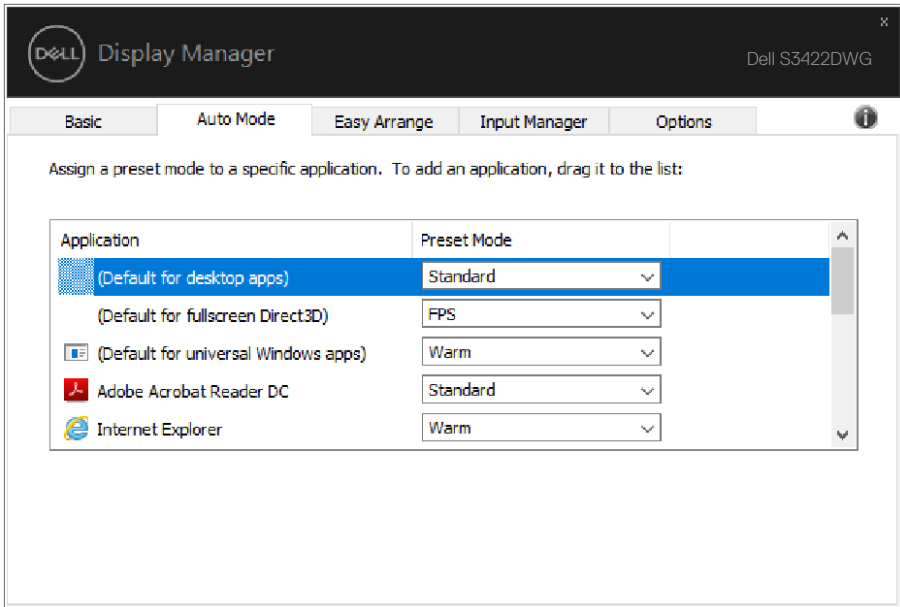 DELL Display Manager
x
Dell S3422DWG
Basic Auto Mode Easy Arrange Input Manager Options
Assign a preset mode to a specific application. To add an application, drag it to the list:
Application Preset Mode
(Default for desktop apps) Standard
(Default for fullscreen Direct3D) FPS
(Default for universal Windows apps) Warm
Adobe Acrobat Reader DC Standard
Internet Explorer Warm